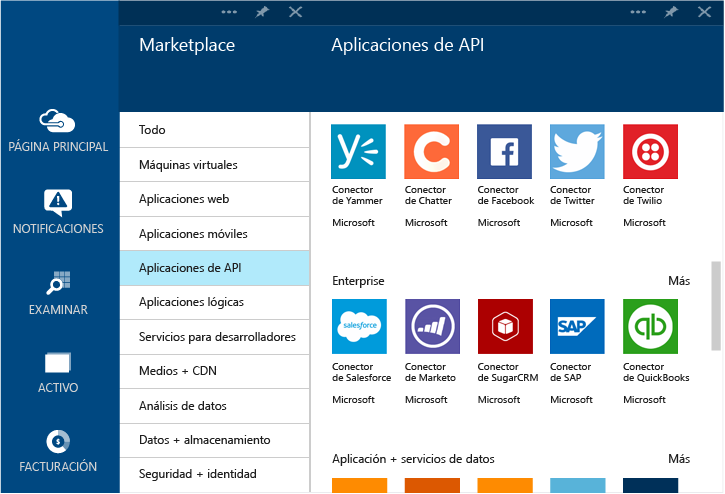 Marketplace
Aplicaciones de API
PÁGINA PRINCIPAL
NOTIFICACIONES
EXAMINAR
ACTIVO
FACTURACIÓN
Todo
Máquinas virtuales
Aplicaciones web
Aplicaciones móviles
Aplicaciones de API
Aplicaciones lógicas
Servicios para desarrolladores
Medios + CDN
Análisis de datos
Datos + almacenamiento
Seguridad + identidad
Conector
de Yammer
Microsoft
Conector
de Chatter
Microsoft
Conector
de Facebook
Microsoft
Conector
de Twitter
Microsoft
Conector
de Twilio
Microsoft
Enterprise
Más
salesforce
Conector
de Salesforce
Microsoft
Conector
de Marketo
Microsoft
Conector
de SugarCRM
Microsoft
SAP
Conector
de SAP
Microsoft
qb
Conector
de QuickBooks
Microsoft
Aplicación + servicios de datos
Más